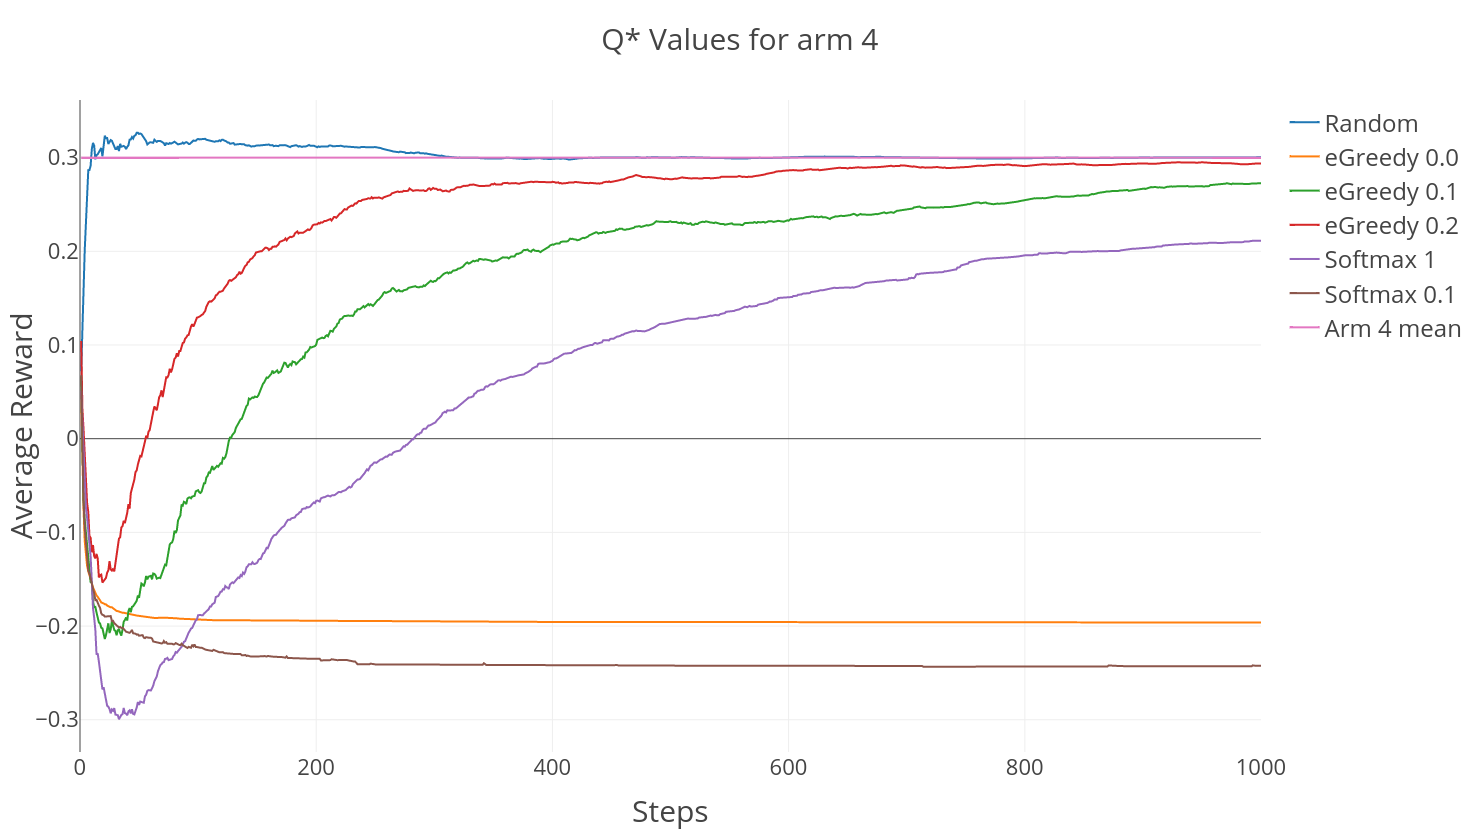 Q* Values for arm 4
Average Reward
0.3
0.2
0.1
0
−0.1
−0.2
−0.3
0
200
400
600
800
1000
Steps
Random
eGreedy 0.0
eGreedy 0.1
eGreedy 0.2
Softmax 1
Softmax 0.1
Arm 4 mean